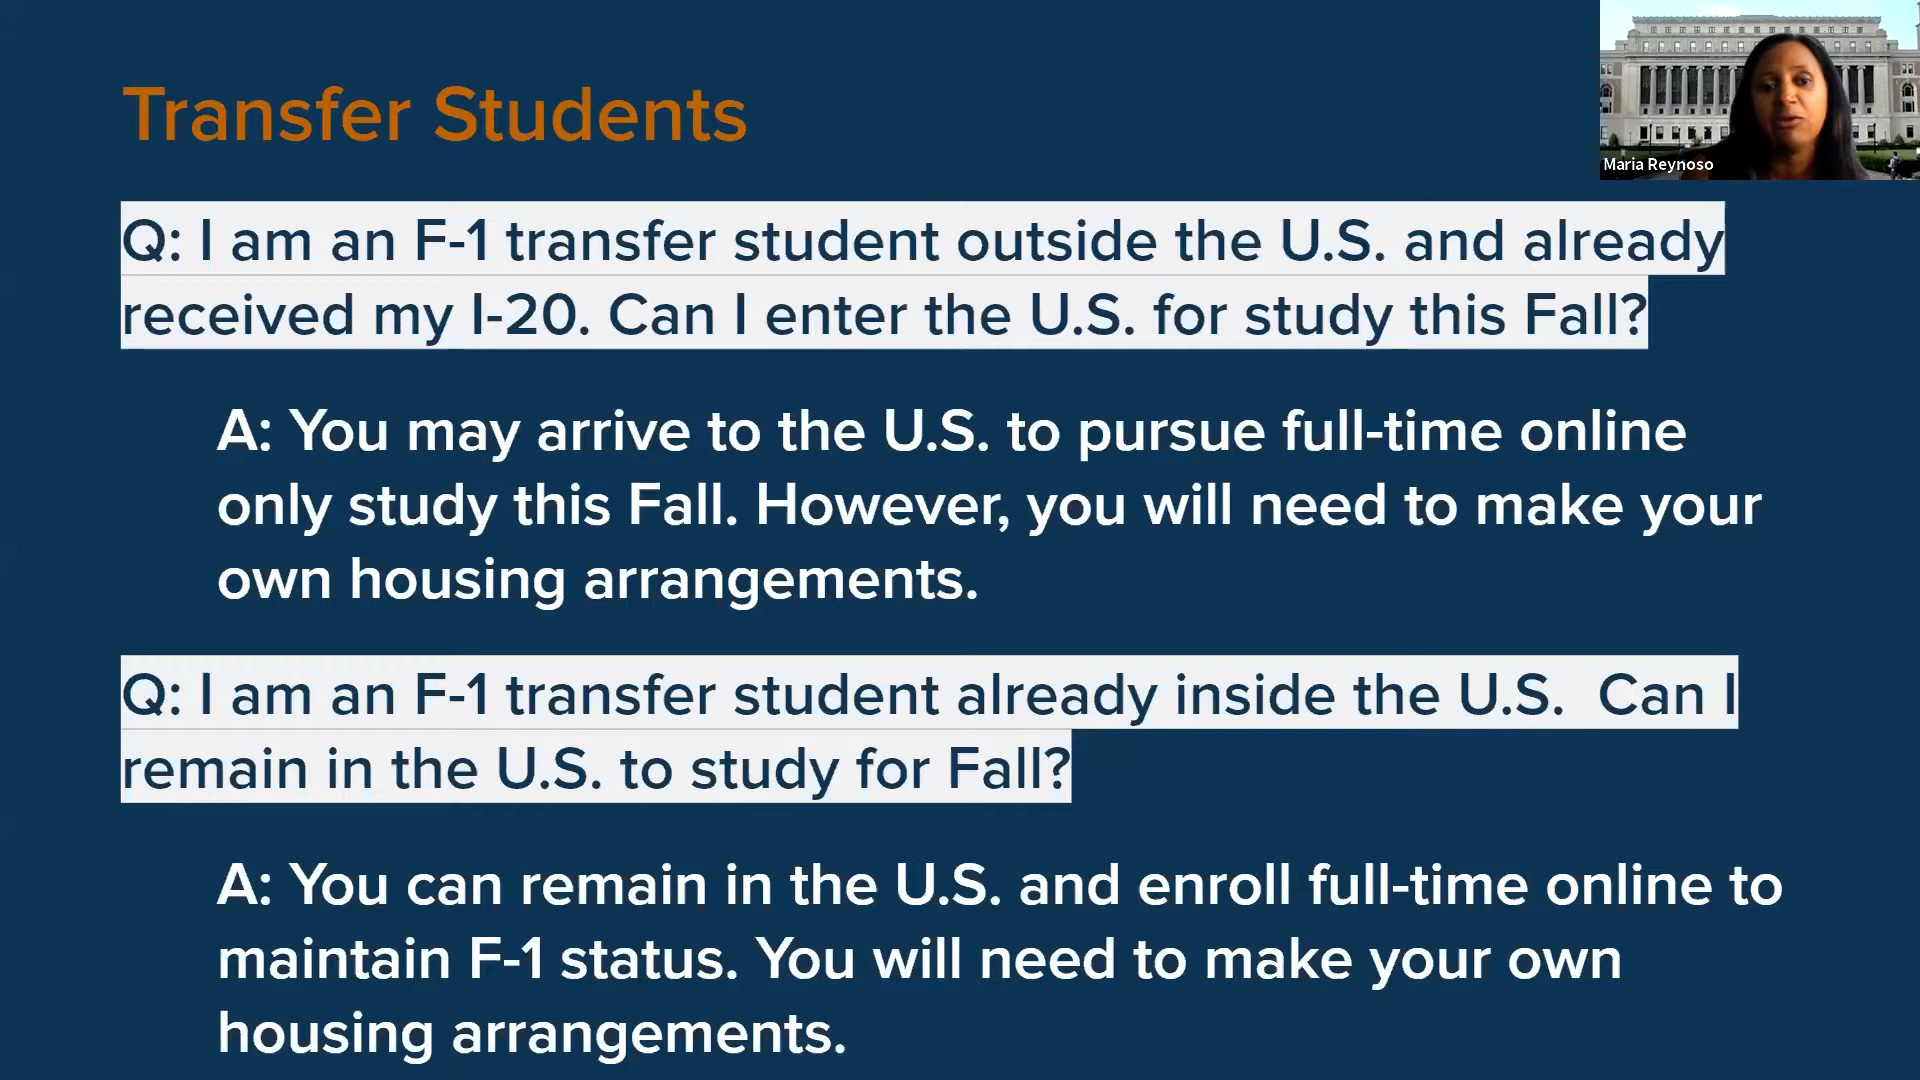 Transfer Students
Maria Reynoso
Q: I am an F-1 transfer student outside the U.S. and already
received my I-20. Can I enter the U.S. for study this Fall?
A: You may arrive to the U.S. to pursue full-time online
only study this Fall. However, you will need to make your
own housing arrangements.
Q: I am an F-1 transfer student already inside the U.S.  Can I
remain in the U.S. to study for Fall?
A: You can remain in the U.S. and enroll full-time online to
maintain F-1 status. You will need to make your own
housing arrangements.